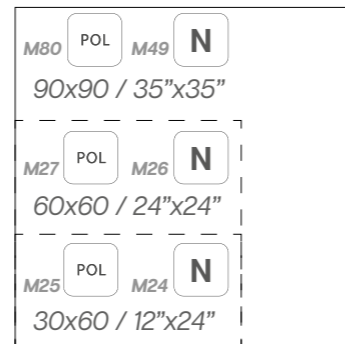 M80 POL M49 N
90x90 / 35”x35”
M27 POL M26 N
60x60 / 24”x24”
M25 POL M24 N
30x60 / 12”x24”